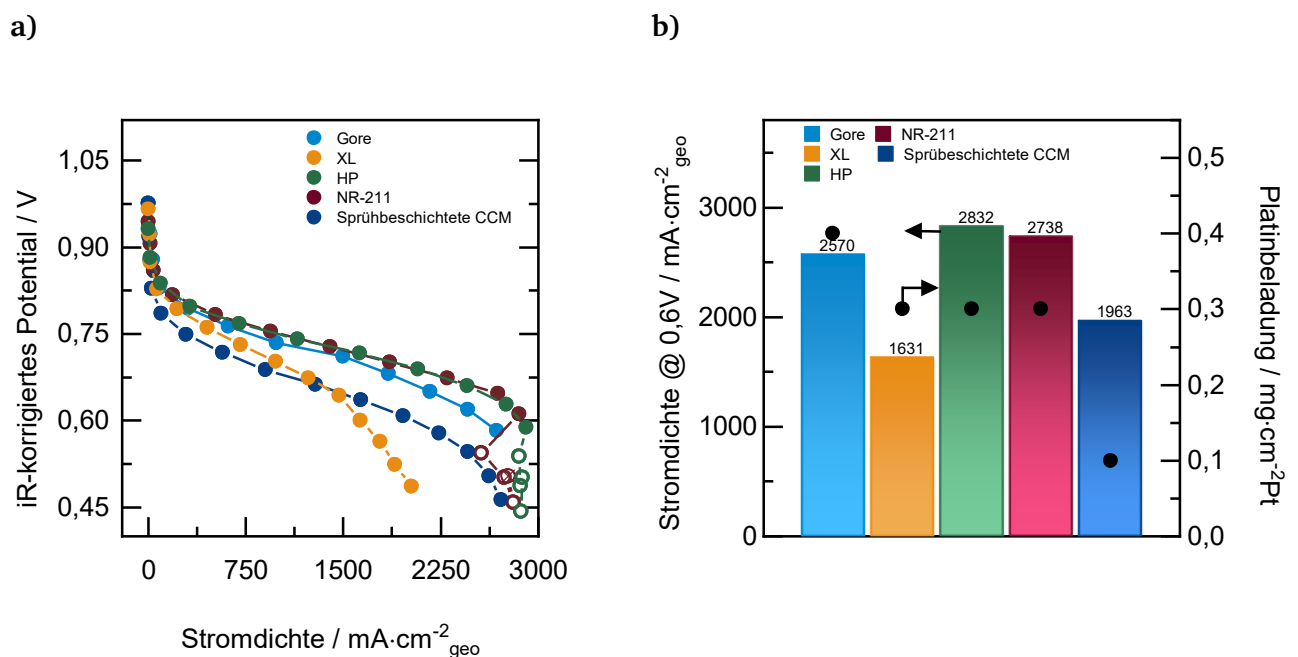 a)
iR-korrigiertes Potential / V
1,05
0,90
0,75
0,60
0,45
Gore
XL
HP
NR-211
Sprühbeschichtete CCM
0 750 1500 2250 3000
Stromdichte / mA·cm⁻²geo
b)
Stromdichte @ 0,6V / mA·cm⁻²geo
3000
2000
1000
0
Gore NR-211
XL Sprübeschichtete CCM
HP
2570
1631
2832
2738
1963
0,5
0,4
0,3
0,2
0,1
0,0
Platinbeladung / mg·cm⁻²Pt